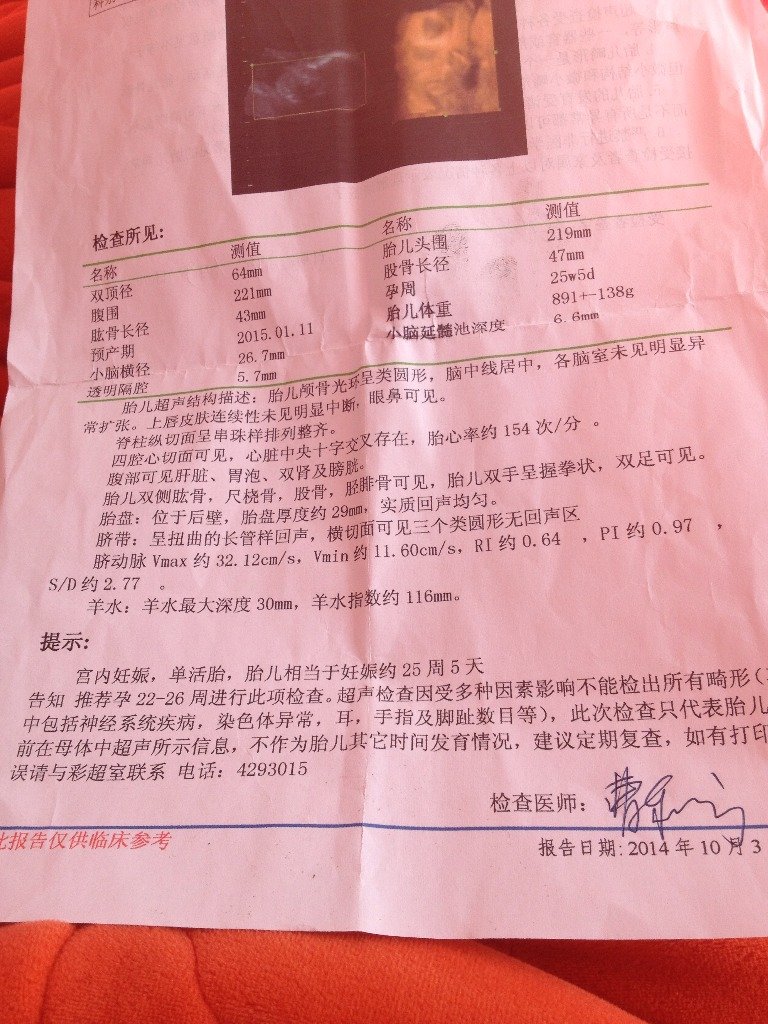 检查所见:
名称 测值 名称 测值
双顶径 64mm 胎儿头围 219mm
腹围 221mm 股骨长径 47mm
肱骨长径 43mm 孕周 25w5d
预产期 2015.01.11 胎儿体重 891+-138g
小脑横径 26.7mm 小脑延髓池深度 6.6mm
透明隔腔 5.7mm
胎儿超声结构描述：胎儿颅骨光环呈类圆形，脑中线居中，各脑室未见明显异
常扩张。上唇皮肤连续性未见明显中断，眼鼻可见。
脊柱纵切面呈串珠样排列整齐。
四腔心切面可见，心脏中央十字交叉存在，胎心率约154次/分 。
腹部可见肝脏、胃泡、双肾及膀胱。
胎儿双侧肱骨，尺桡骨，股骨，胫腓骨可见，胎儿双手呈握拳状，双足可见。
胎盘：位于后壁，胎盘厚度约29mm，实质回声均匀。
脐带：呈扭曲的长管样回声，横切面可见三个类圆形无回声区
脐动脉 Vmax 约 32.12cm/s，Vmin 约 11.60cm/s，RI 约 0.64 ，PI 约 0.97 ，
S/D 约 2.77 。
羊水：羊水最大深度 30mm，羊水指数约 116mm。
提示:
宫内妊娠，单活胎，胎儿相当于妊娠约 25 周 5 天
告知 推荐孕 22-26 周进行此项检查。超声检查因受多种因素影响不能检出所有畸形（
中包括神经系统疾病，染色体异常，耳，手指及脚趾数目等），此次检查只代表胎儿
前在母体中超声所示信息，不作为胎儿其它时间发育情况，建议定期复查，如有打印
误请与彩超室联系 电话：4293015
检查医师：
此报告仅供临床参考
报告日期：2014 年 10 月 3